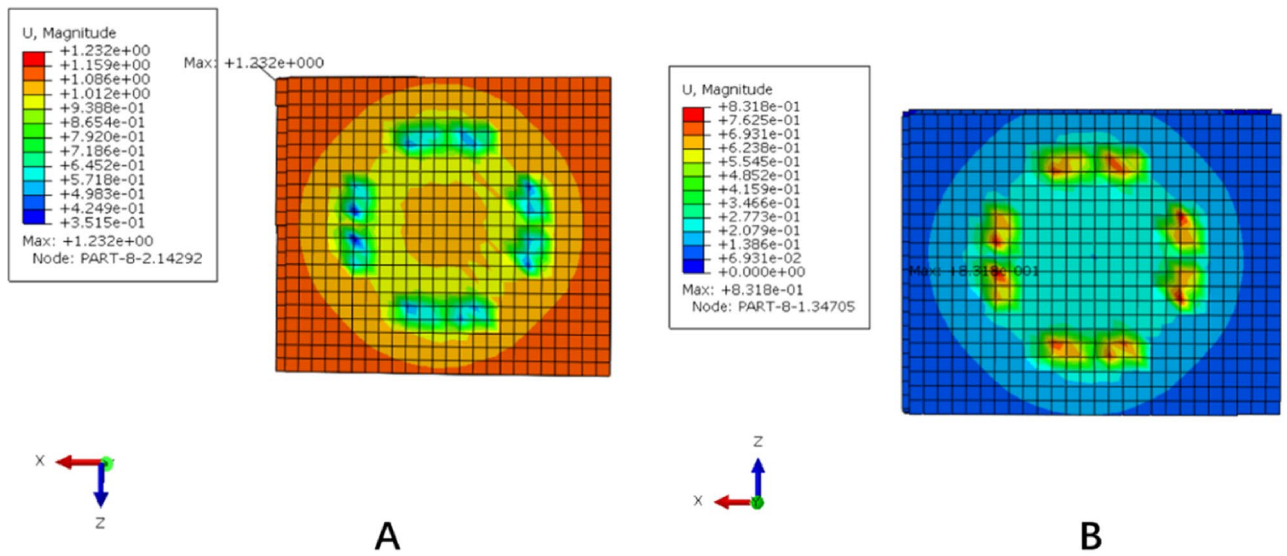 U, Magnitude
+1.232e+00
+1.159e+00
+1.086e+00
+1.012e+00
+9.388e-01
+8.654e-01
+7.920e-01
+7.186e-01
+6.452e-01
+5.718e-01
+4.983e-01
+4.249e-01
+3.515e-01
Max: +1.232e+00
Node: PART-8-2.14292
Max: +1.232e+000
X
Z
A
U, Magnitude
+8.318e-01
+7.625e-01
+6.931e-01
+6.238e-01
+5.545e-01
+4.852e-01
+4.159e-01
+3.466e-01
+2.773e-01
+2.079e-01
+1.386e-01
+6.931e-02
+0.000e+00
Max: +8.318e-01
Node: PART-8-1.34705
Max: +8.318e-001
Z
X
Y
B